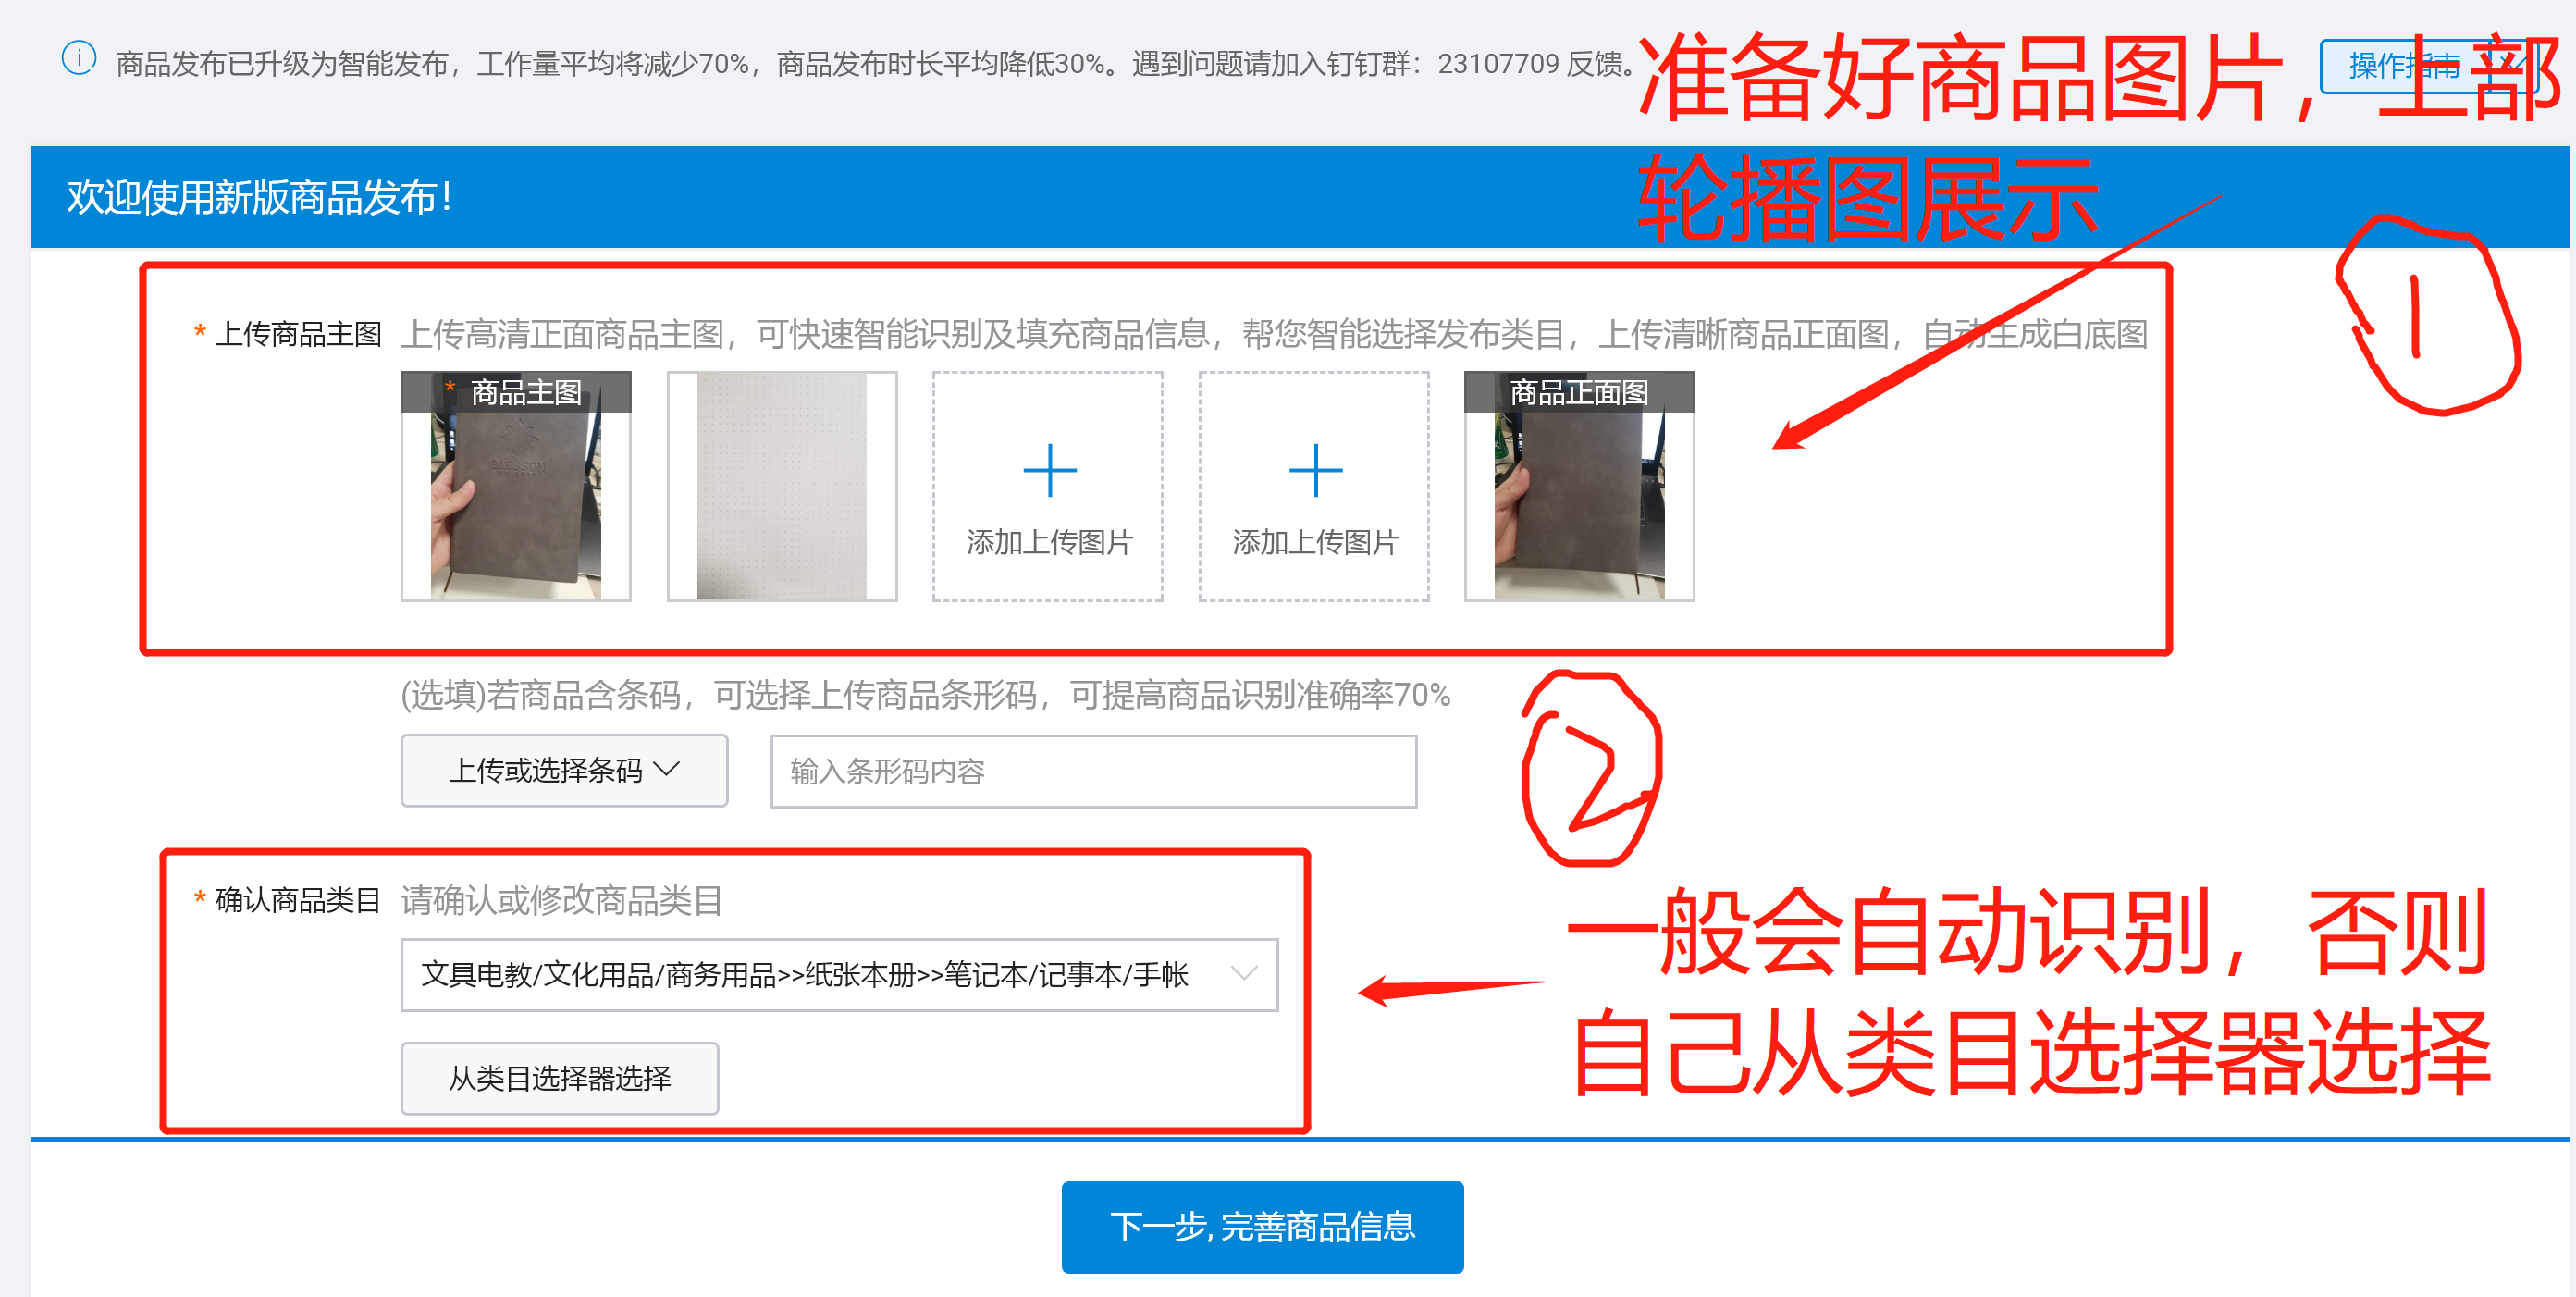 商品发布已升级为智能发布，工作量平均将减少70%，商品发布时长平均降低30%。遇到问题请加入钉钉群：23107709 反馈。
操作指南
准备好商品图片，上部
轮播图展示
欢迎使用新版商品发布！
1
* 上传商品主图 上传高清正面商品主图，可快速智能识别及填充商品信息，帮您智能选择发布类目，上传清晰商品正面图，自动生成白底图
* 商品主图
商品正面图
BLOSSOM
添加上传图片
添加上传图片
(选填)若商品含条码，可选择上传商品条形码，可提高商品识别准确率70%
上传或选择条码
输入条形码内容
2
* 确认商品类目 请确认或修改商品类目
文具电教/文化用品/商务用品>>纸张本册>>笔记本/记事本/手帐
从类目选择器选择
一般会自动识别，否则
自己从类目选择器选择
下一步, 完善商品信息